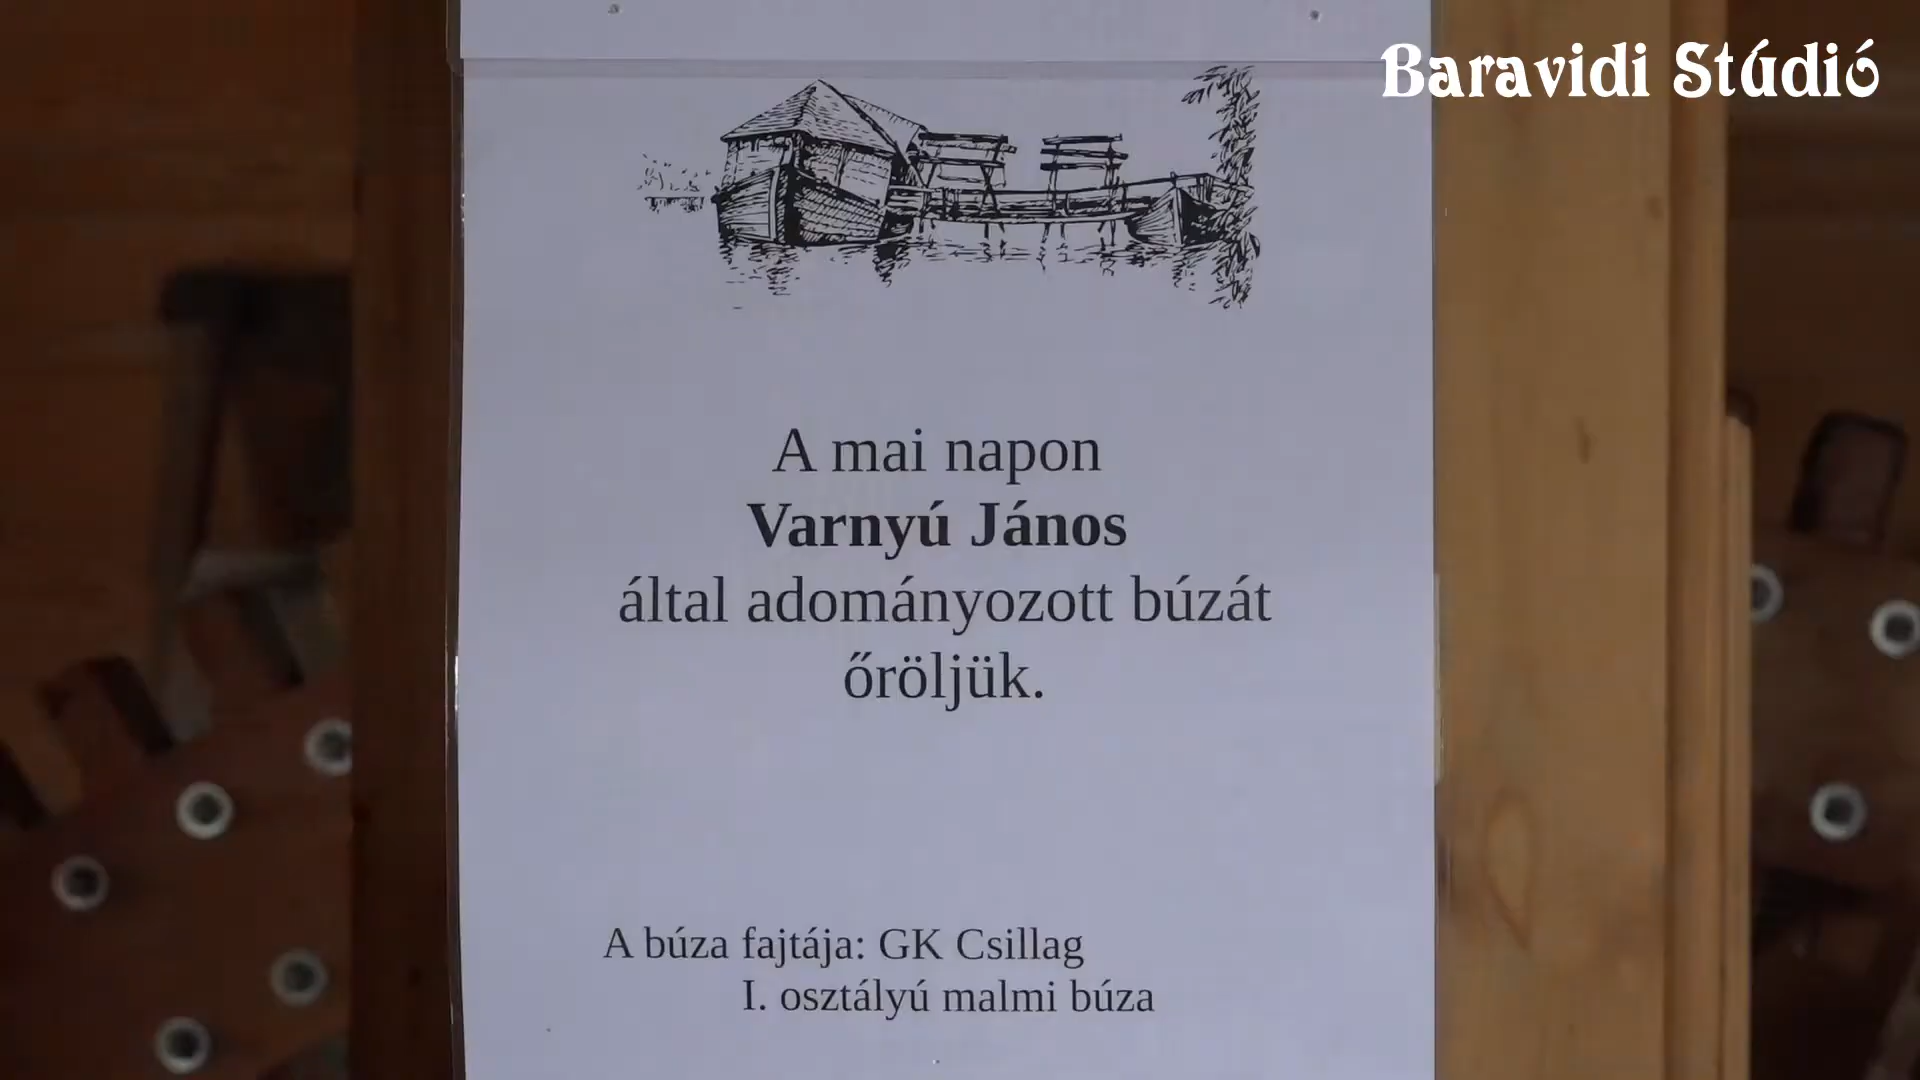 Baravidi Stúdió
A mai napon
Varnyú János
által adományozott búzát
őröljük.
A búza fajtája: GK Csillag
I. osztályú malmi búza